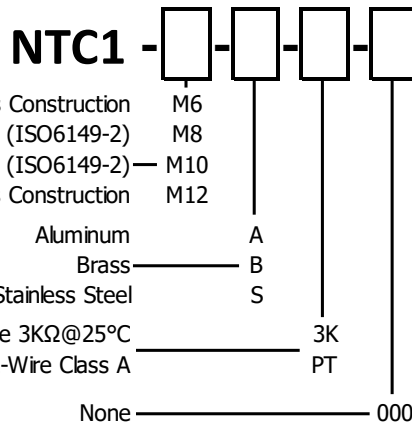 NTC1 - - - -
Construction M6
(ISO6149-2) M8
(ISO6149-2) M10
Construction M12
Aluminum A
Brass B
Stainless Steel S
3KΩ@25°C 3K
-Wire Class A PT
None 000